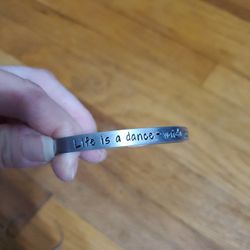 Life is a dance -